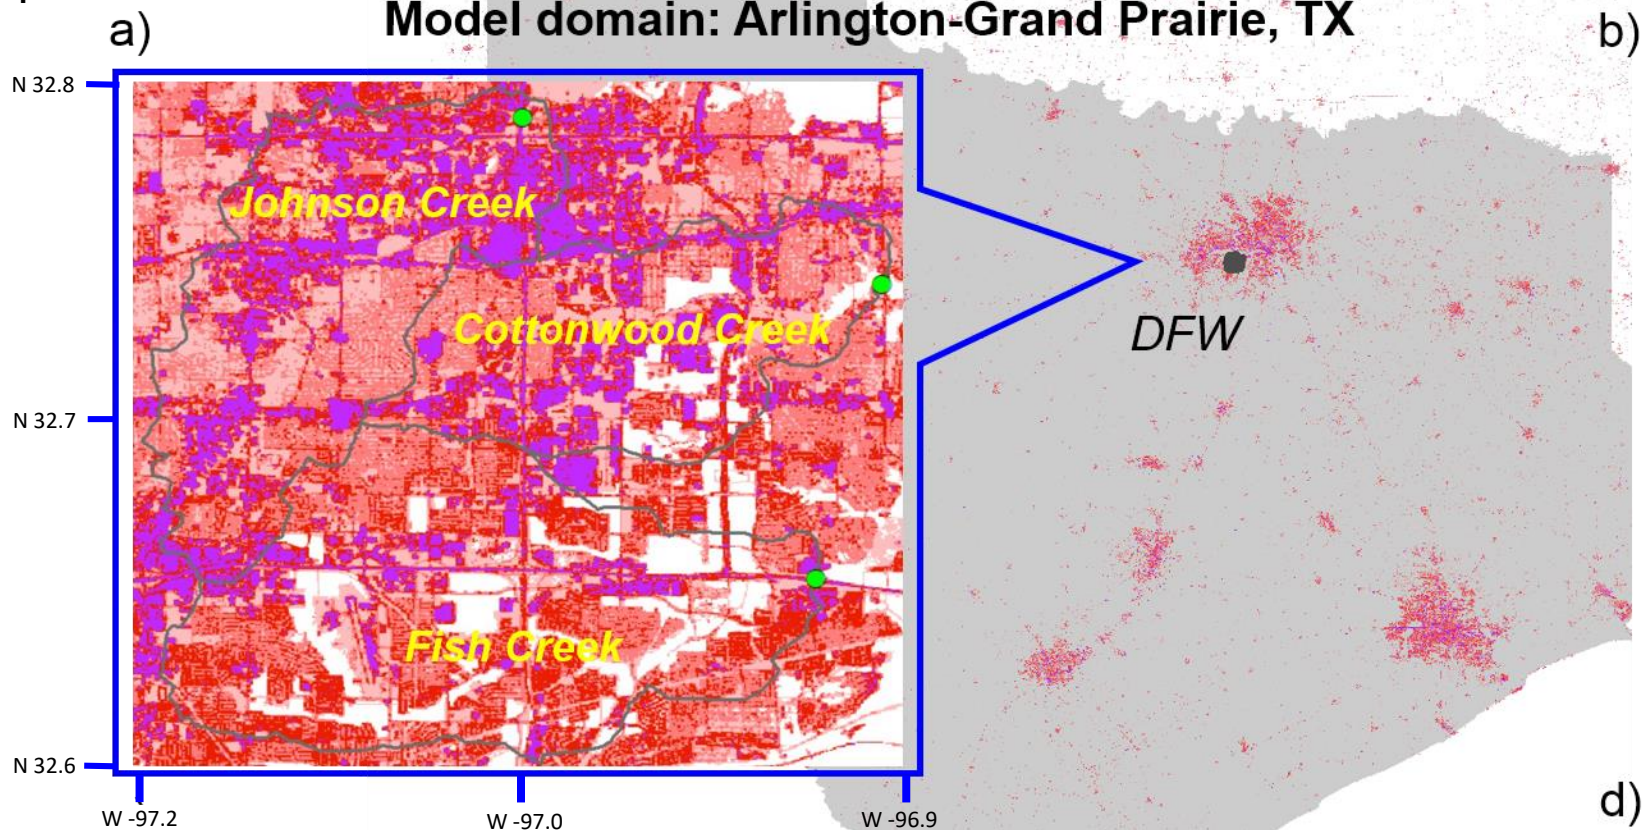 Model domain: Arlington-Grand Prairie, TX
a)
b)
N 32.8
Johnson Creek
Cottonwood Creek
DFW
N 32.7
Fish Creek
N 32.6
d)
W -97.2
W -97.0
W -96.9